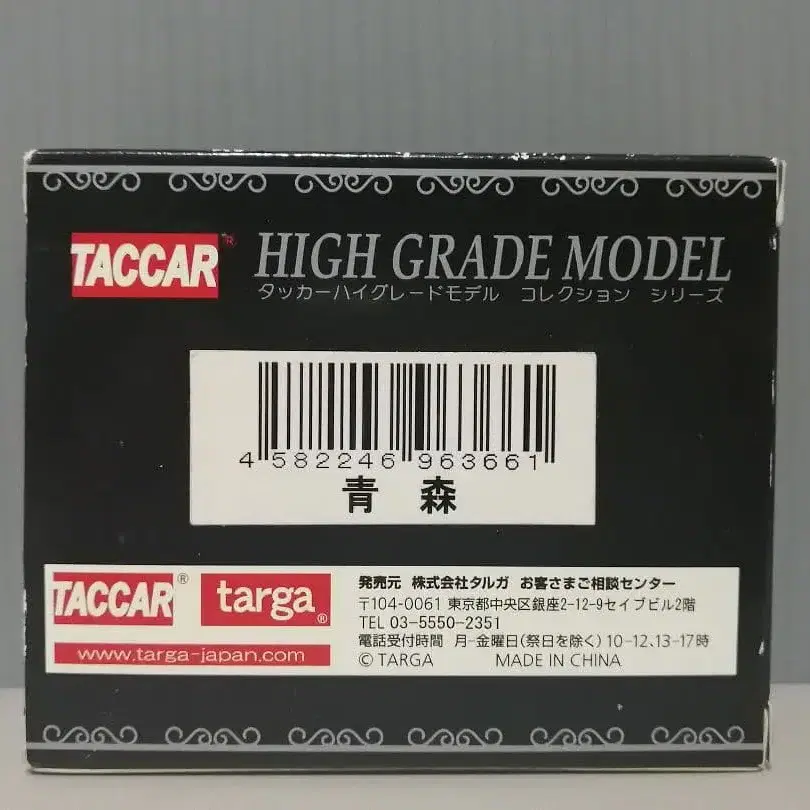 TACCAR®
HIGH GRADE MODEL
タッカーハイグレードモデル コレクション シリーズ
4 582246 963661
青 森
TACCAR®
targa®
www.targa-japan.com
発売元 株式会社タルガ お客さまご相談センター
〒104-0061 東京都中央区銀座2-12-9セイブビル2階
TEL 03-5550-2351
電話受付時間 月-金曜日(祭日を除く)10-12、13-17時
© TARGA MADE IN CHINA